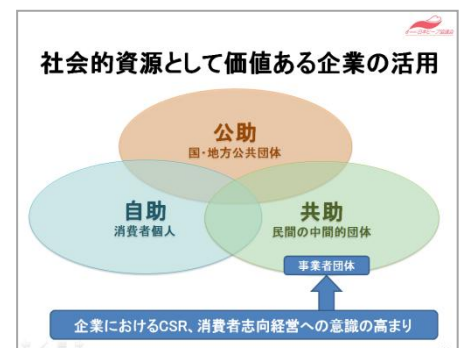 社会的資源として価値ある企業の活用
公助
国・地方公共団体
自助
消費者個人
共助
民間の中間的団体
事業者団体
企業におけるCSR、消費者志向経営への意識の高まり